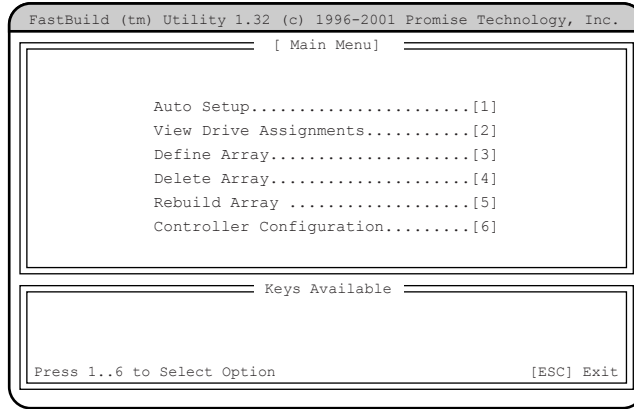 FastBuild (tm) Utility 1.32 (c) 1996-2001 Promise Technology, Inc.
[ Main Menu]
Auto Setup.......................[1]
View Drive Assignments...........[2]
Define Array.....................[3]
Delete Array.....................[4]
Rebuild Array ...................[5]
Controller Configuration.........[6]
Keys Available
Press 1..6 to Select Option [ESC] Exit